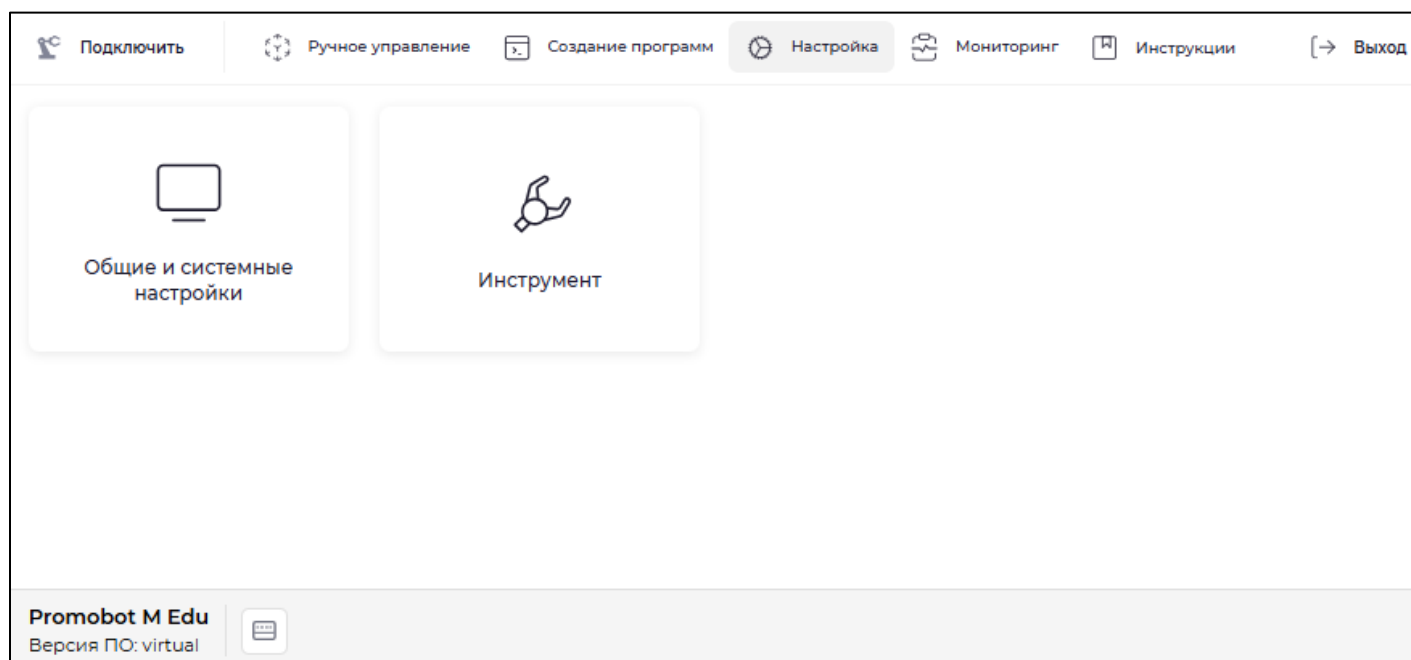 Подключить Ручное управление Создание программ Настройка Мониторинг Инструкции Выход
Общие и системные
настройки
Инструмент
Promobot M Edu
Версия ПО: virtual